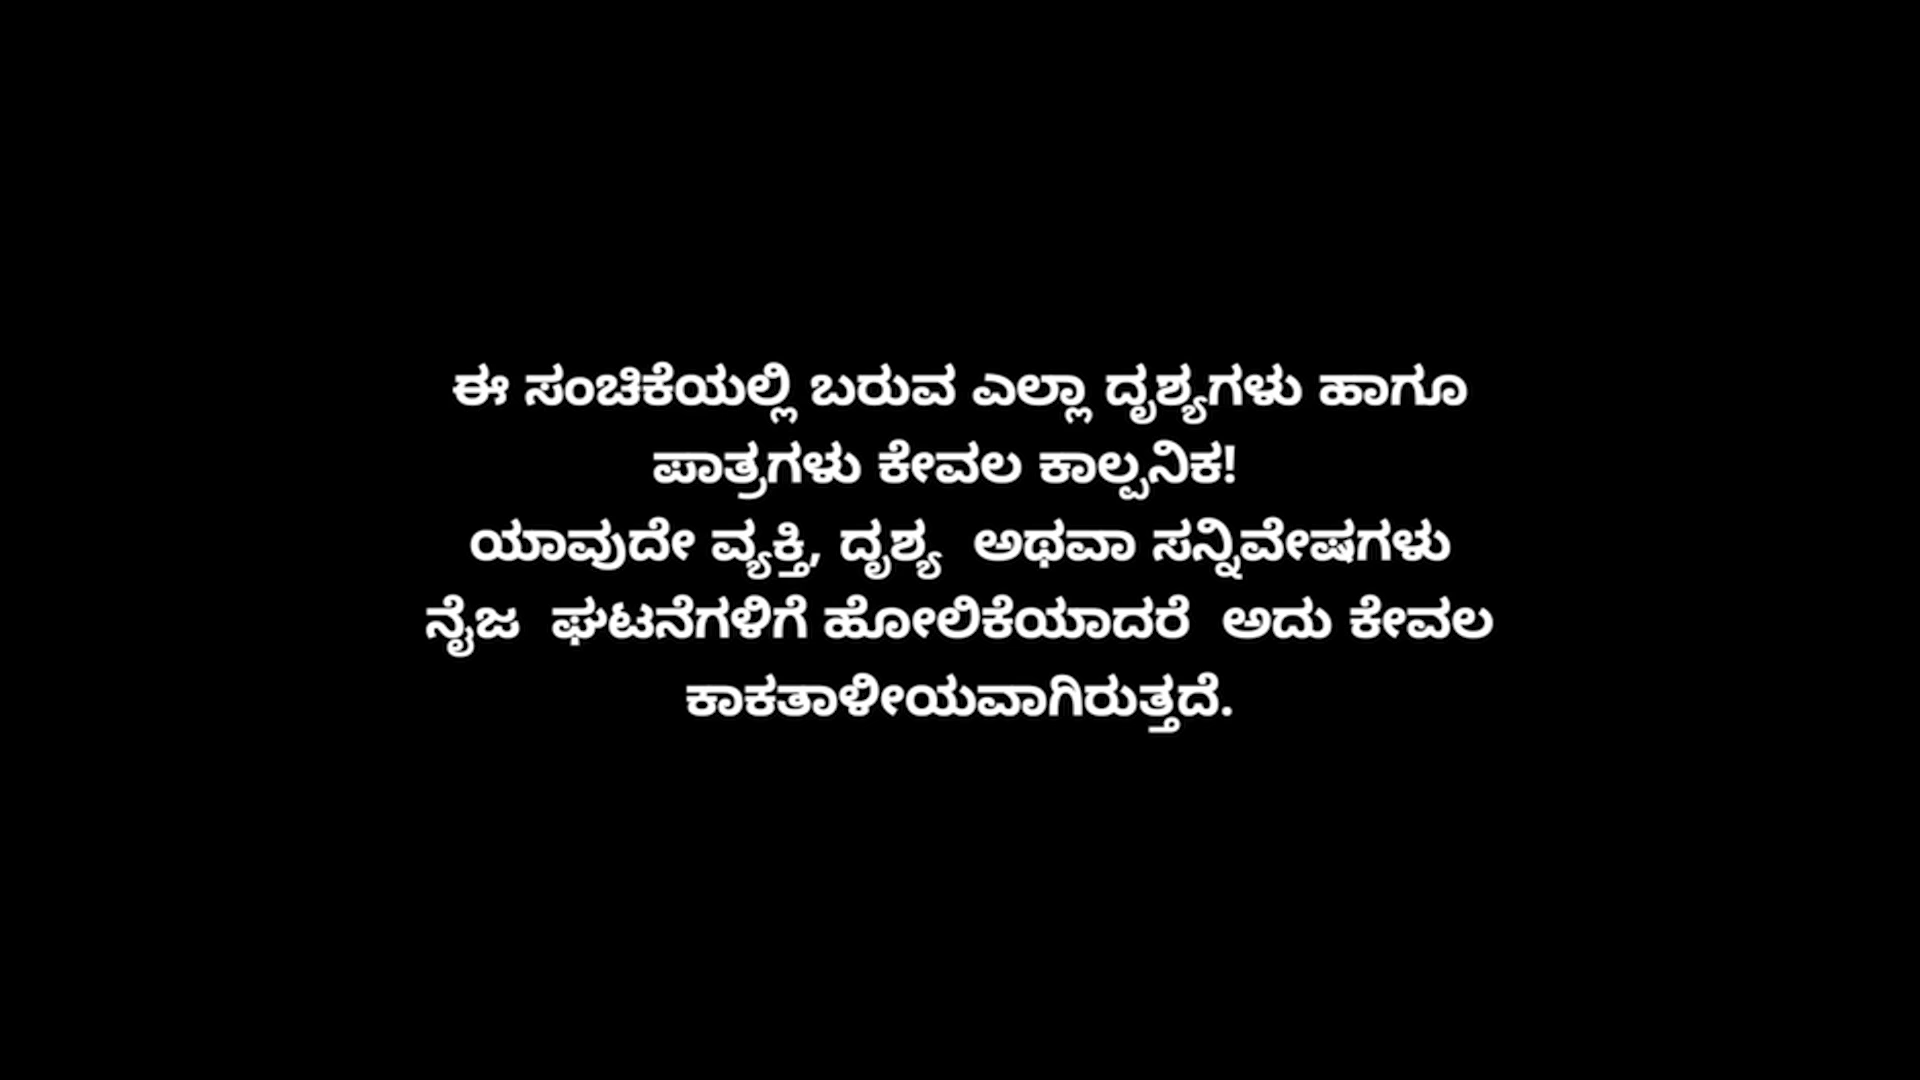 ಈ ಸಂಚಿಕೆಯಲ್ಲಿ ಬರುವ ಎಲ್ಲಾ ದೃಶ್ಯಗಳು ಹಾಗೂ
ಪಾತ್ರಗಳು ಕೇವಲ ಕಾಲ್ಪನಿಕ!
ಯಾವುದೇ ವ್ಯಕ್ತಿ, ದೃಶ್ಯ ಅಥವಾ ಸನ್ನಿವೇಷಗಳು
ನೈಜ ಘಟನೆಗಳಿಗೆ ಹೋಲಿಕೆಯಾದರೆ ಅದು ಕೇವಲ
ಕಾಕತಾಳೀಯವಾಗಿರುತ್ತದೆ.